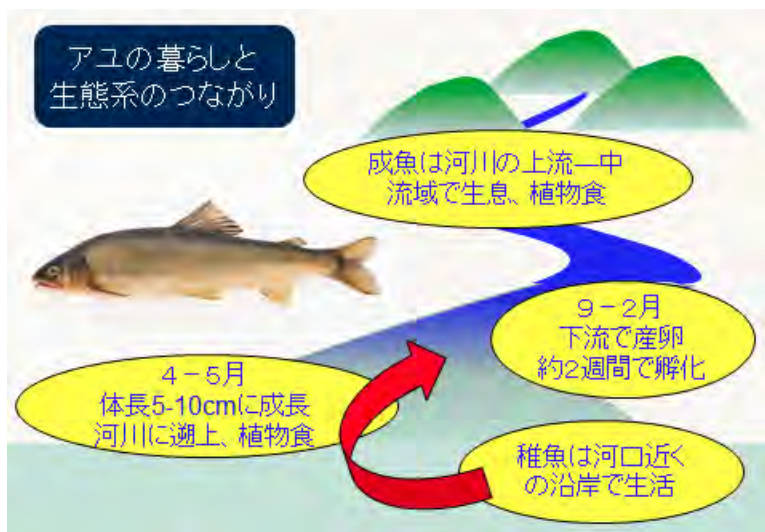 アユの暮らしと
生態系のつながり
成魚は河川の上流―中
流域で生息、植物食
９－２月
下流で産卵
約2週間で孵化
４－５月
体長5-10cmに成長
河川に遡上、植物食
稚魚は河口近く
の沿岸で生活